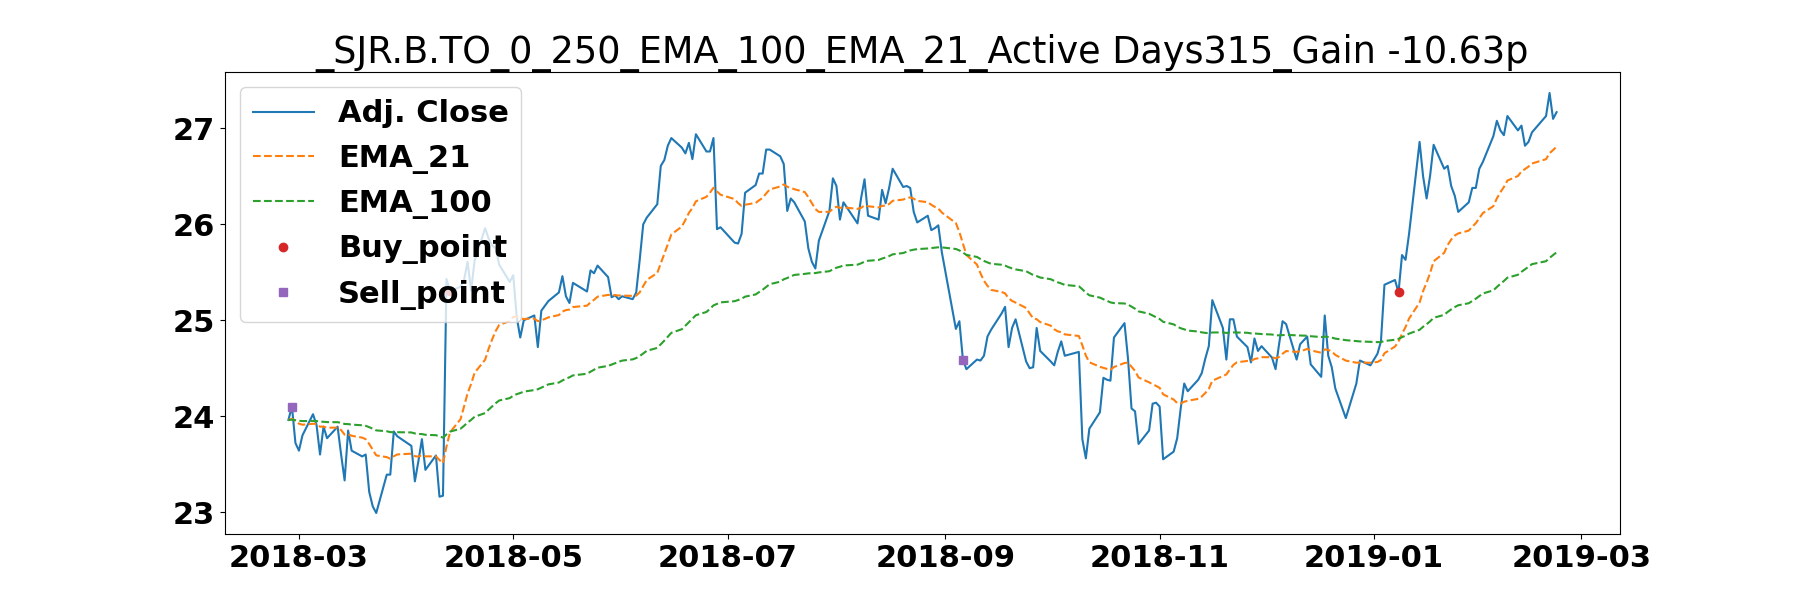 _SJR.B.TO_0_250_EMA_100_EMA_21_Active Days315_Gain -10.63p
Adj. Close
EMA_21
EMA_100
Buy_point
Sell_point
27
26
25
24
23
2018-03 2018-05 2018-07 2018-09 2018-11 2019-01 2019-03